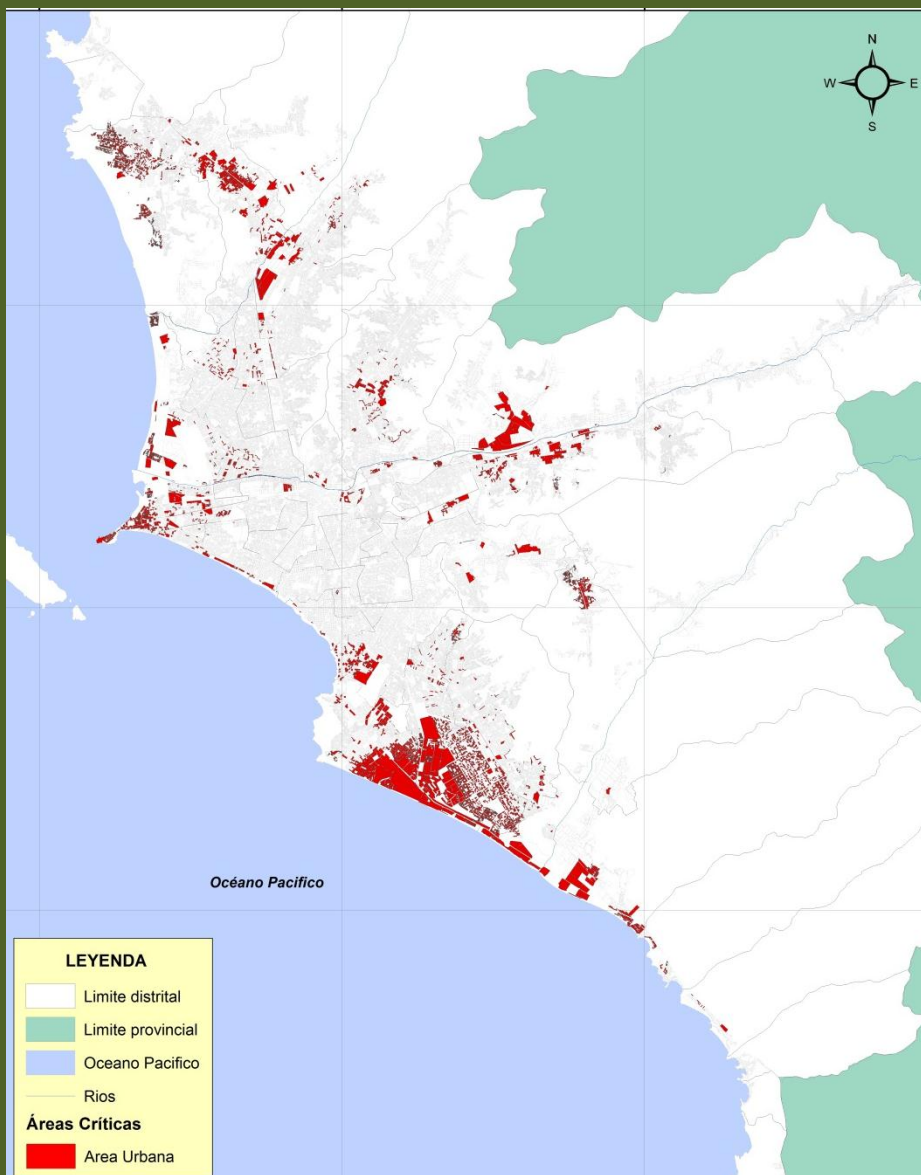 N
W E
S
Océano Pacifico
LEYENDA
Limite distrital
Limite provincial
Oceano Pacifico
Rios
Áreas Críticas
Area Urbana